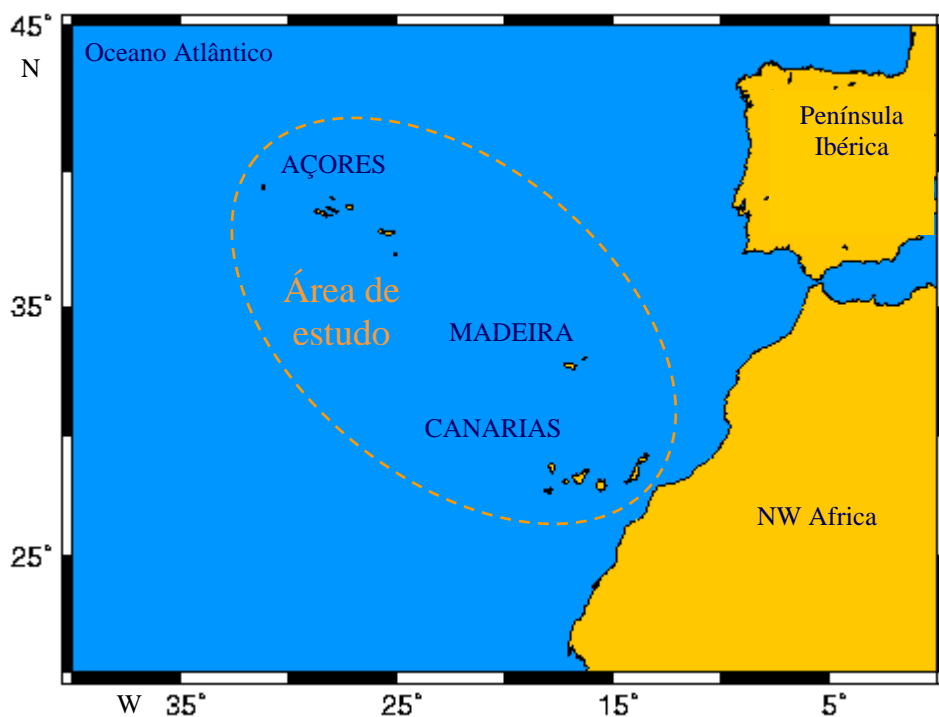 45°
N
Oceano Atlântico
Península
Ibérica
AÇORES
Área de
estudo
35°
MADEIRA
CANARIAS
NW Africa
25°
W 35° 25° 15° 5°